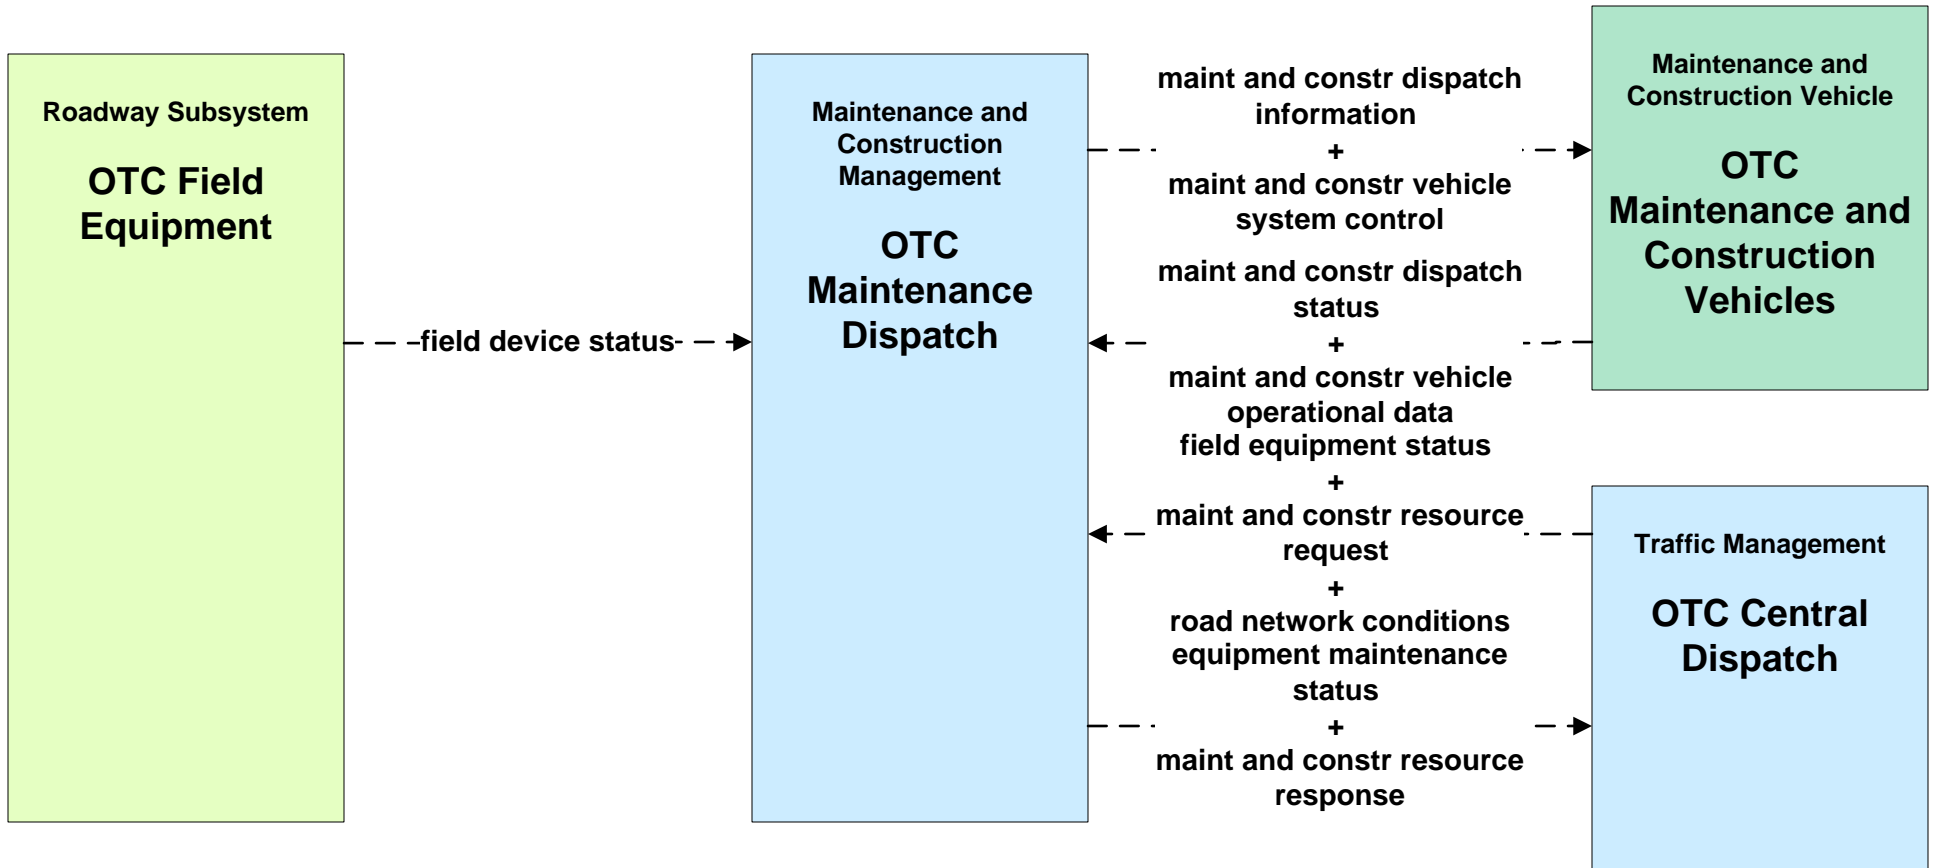 Roadway Subsystem
OTC Field
Equipment
field device status
Maintenance and
Construction
Management
OTC
Maintenance
Dispatch
maint and constr dispatch
information
+
maint and constr vehicle
system control
maint and constr dispatch
status
+
maint and constr vehicle
operational data
field equipment status
+
maint and constr resource
request
+
road network conditions
equipment maintenance
status
+
maint and constr resource
response
Maintenance and
Construction Vehicle
OTC
Maintenance and
Construction
Vehicles
Traffic Management
OTC Central
Dispatch